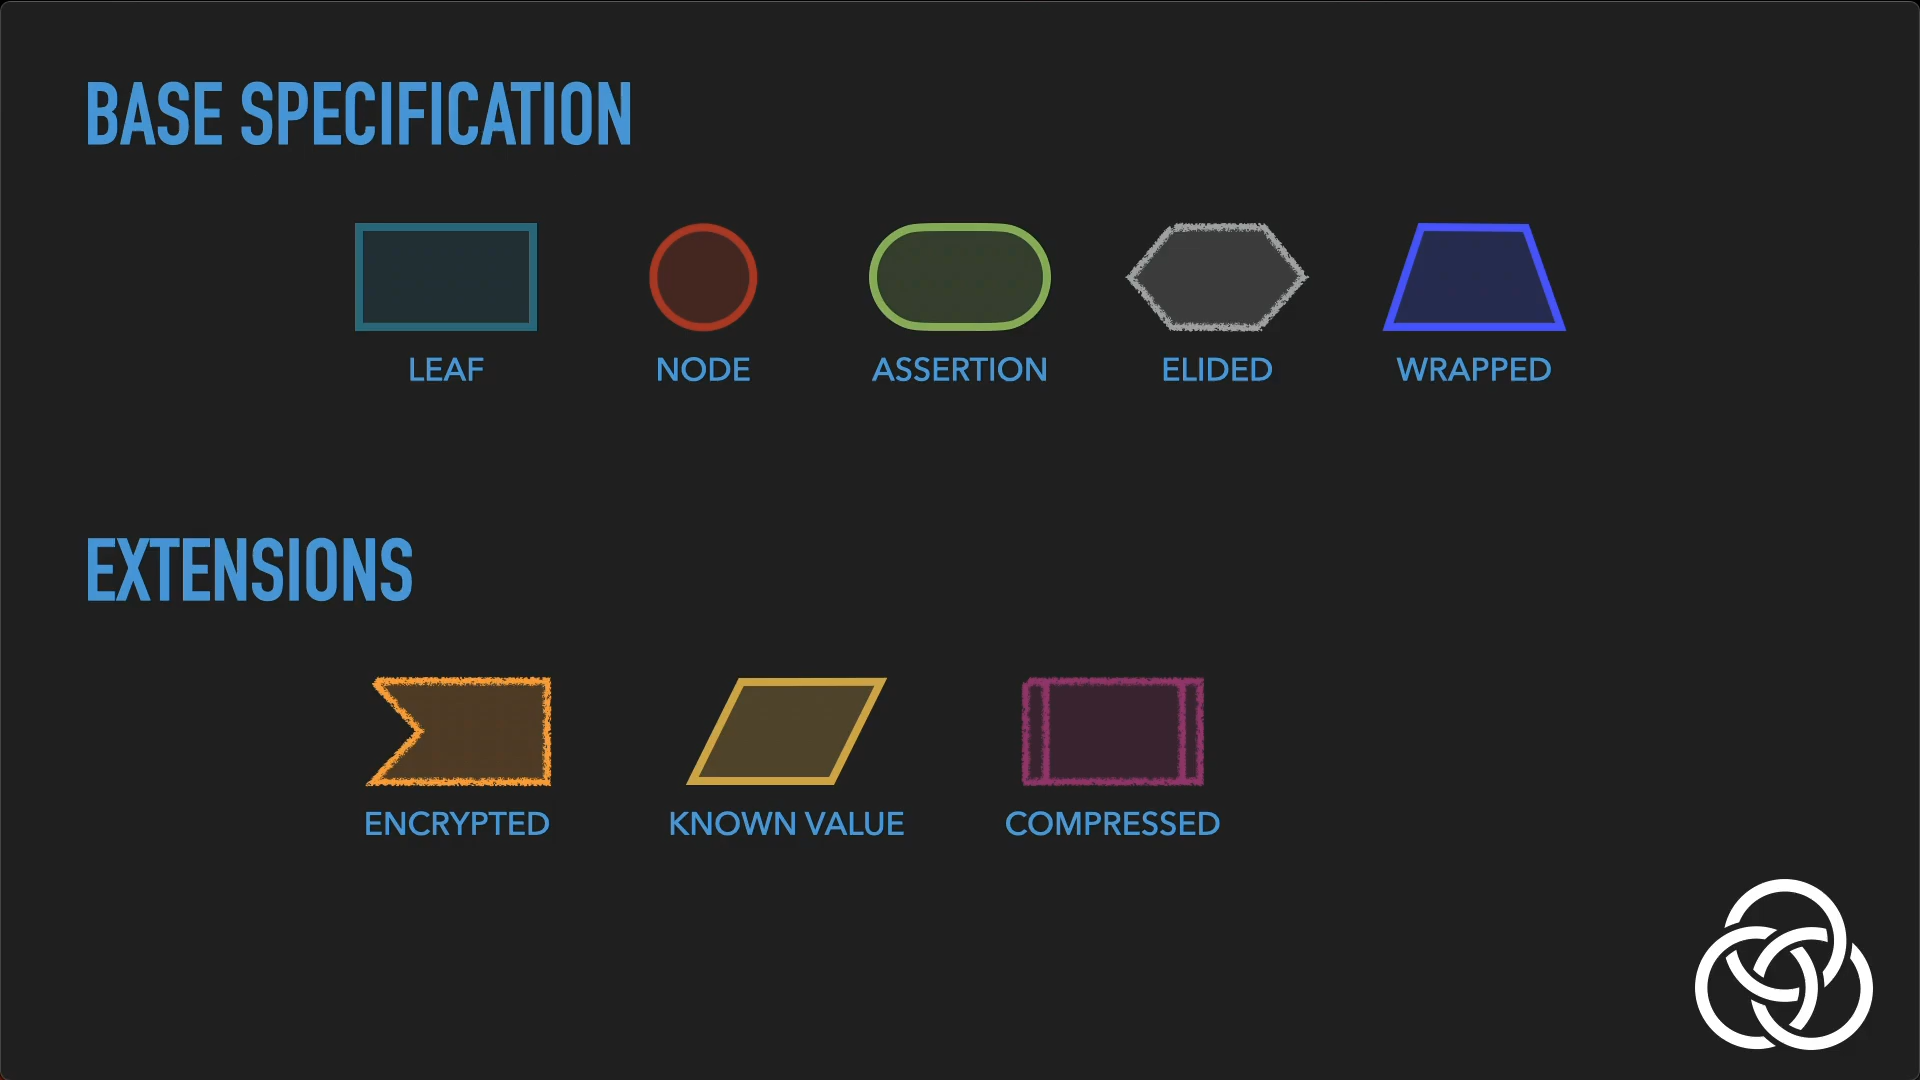 BASE SPECIFICATION
LEAF NODE ASSERTION ELIDED WRAPPED
EXTENSIONS
ENCRYPTED KNOWN VALUE COMPRESSED